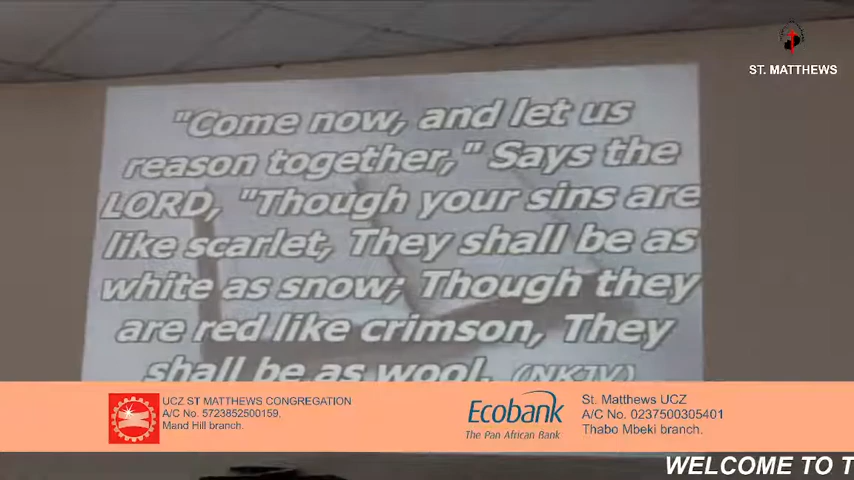 ST. MATTHEWS
"Come now, and let us
reason together," Says the
LORD, "Though your sins are
like scarlet, They shall be as
white as snow; Though they
are red like crimson, They
shall be as wool. (NKJV)
UCZ ST MATTHEWS CONGREGATION
A/C No. 5723852500159.
Mand Hill branch.
Ecobank
The Pan African Bank
St. Matthews UCZ
A/C No. 0237500305401
Thabo Mbeki branch.
WELCOME TO T